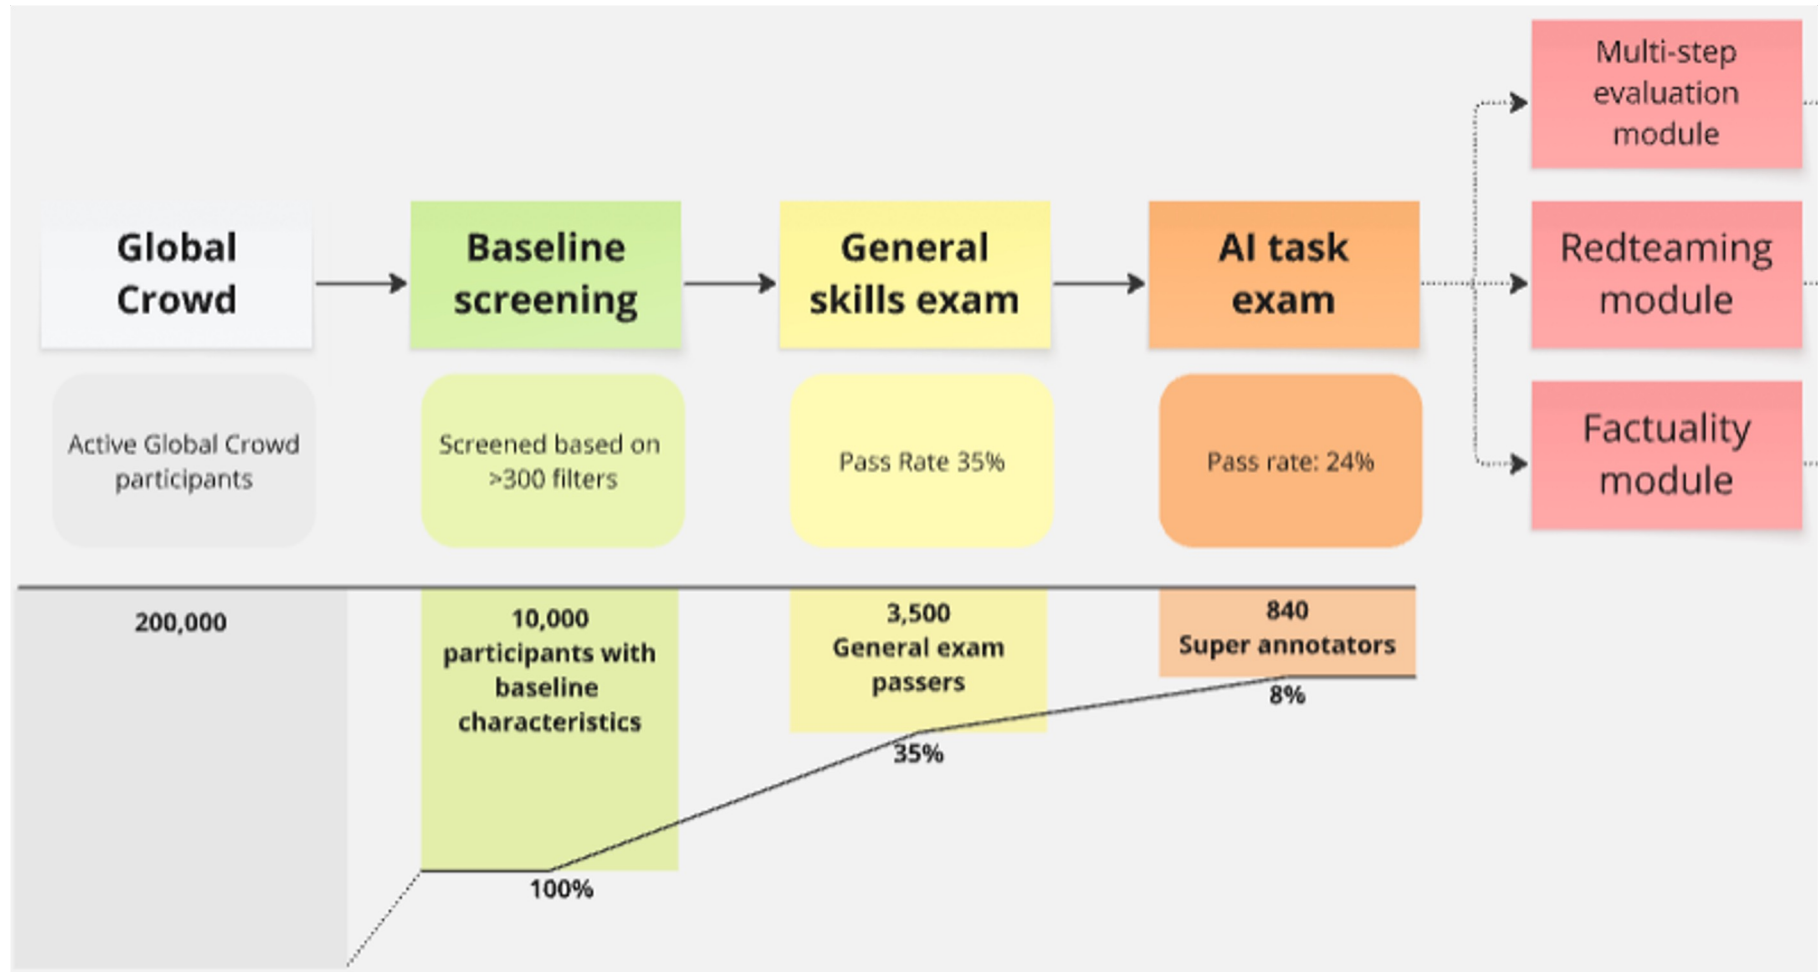 Multi-step
evaluation
module
Global
Crowd
Baseline
screening
General
skills exam
AI task
exam
Redteaming
module
Active Global Crowd
participants
Screened based on
>300 filters
Pass Rate 35%
Pass rate: 24%
Factuality
module
200,000
10,000
participants with
baseline
characteristics
3,500
General exam
passers
840
Super annotators
8%
35%
100%